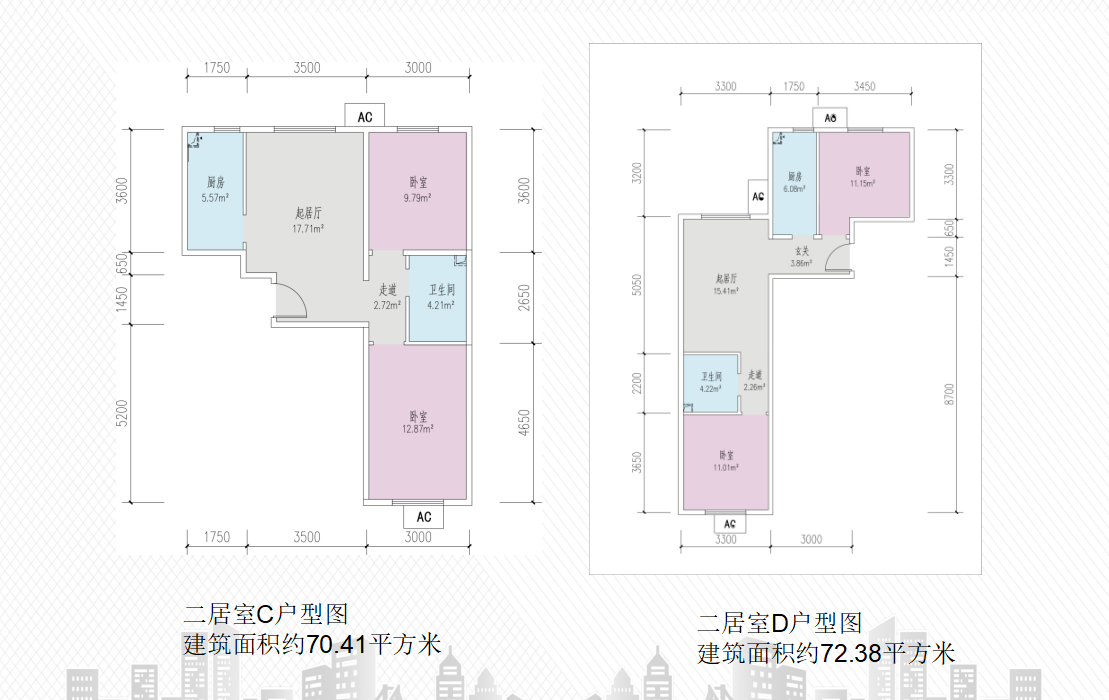 1750 3500 3000
AC
3600
650
1450
5200
3600
2650
4650
厨房
5.57m²
起居厅
17.71m²
卧室
9.79m²
走道
2.72m²
卫生间
4.21m²
卧室
12.87m²
AC
1750 3500 3000
二居室C户型图
建筑面积约70.41平方米
3300 1750 3450
AC
AC
3200
5050
2200
3650
3300
650
1450
8700
厨房
6.08m²
卧室
11.15m²
玄关
3.86m²
起居厅
15.41m²
卫生间
4.22m²
走道
2.26m²
卧室
11.01m²
AC
3300 3000
二居室D户型图
建筑面积约72.38平方米